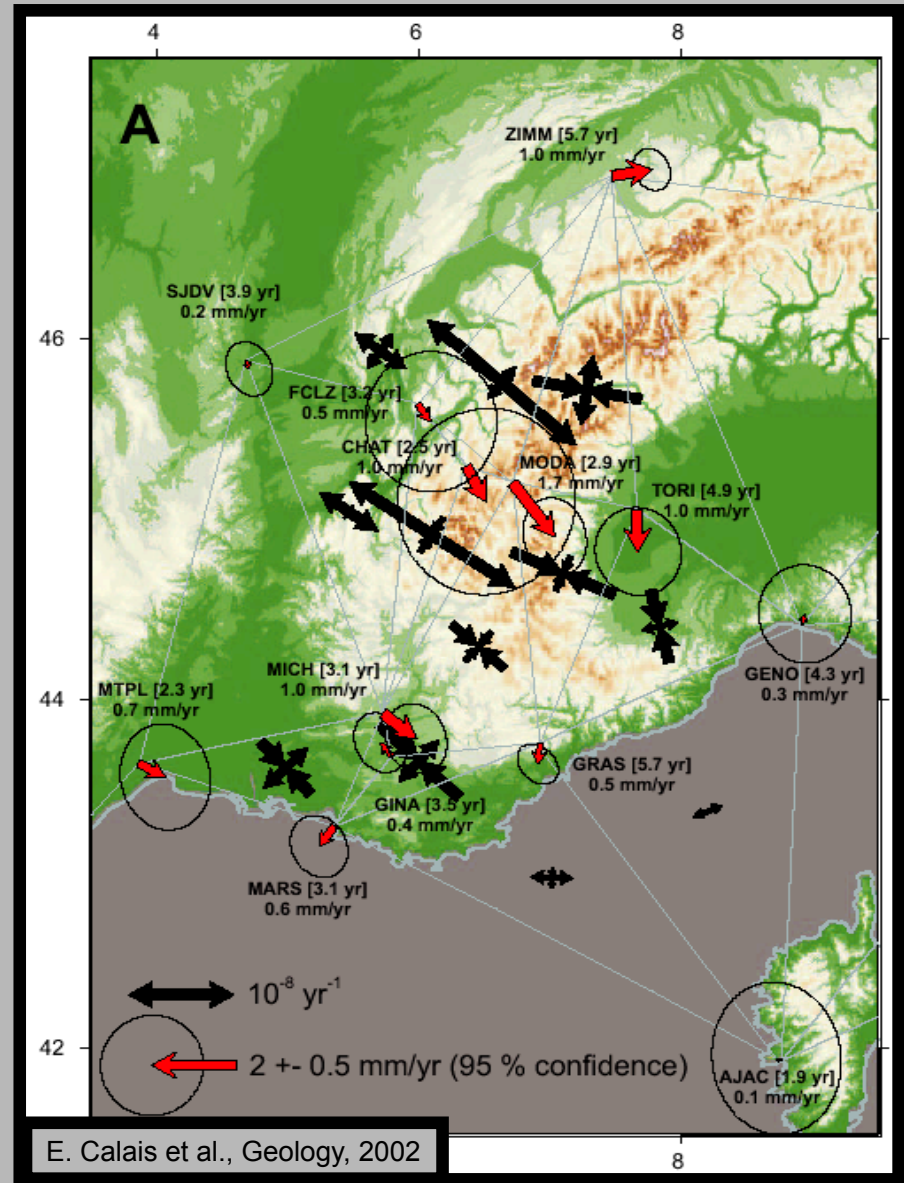 4 6 8
A
ZIMM [5.7 yr]
1.0 mm/yr
SJDV [3.9 yr]
0.2 mm/yr
46
FCLZ [3.2 yr]
0.5 mm/yr
CHAT [2.5 yr]
1.0 mm/yr
MODA [2.9 yr]
1.7 mm/yr
TORI [4.9 yr]
1.0 mm/yr
MICH [3.1 yr]
1.0 mm/yr
GENO [4.3 yr]
0.3 mm/yr
MTPL [2.3 yr]
0.7 mm/yr
44
GRAS [5.7 yr]
0.5 mm/yr
GINA [3.5 yr]
0.4 mm/yr
MARS [3.1 yr]
0.6 mm/yr
10⁻⁸ yr⁻¹
42
2 +- 0.5 mm/yr (95 % confidence)
AJAC [1.9 yr]
0.1 mm/yr
E. Calais et al., Geology, 2002
8